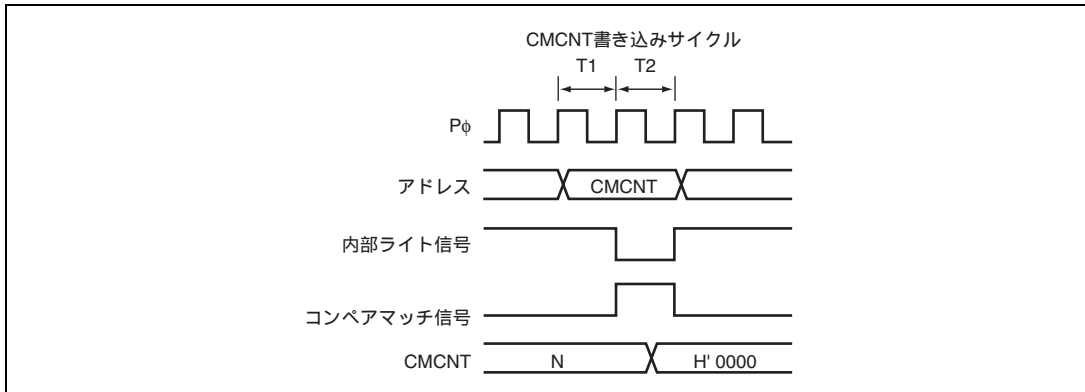 CMCNT書き込みサイクル
T1 T2
Pφ
アドレス CMCNT
内部ライト信号
コンペアマッチ信号
CMCNT N H' 0000